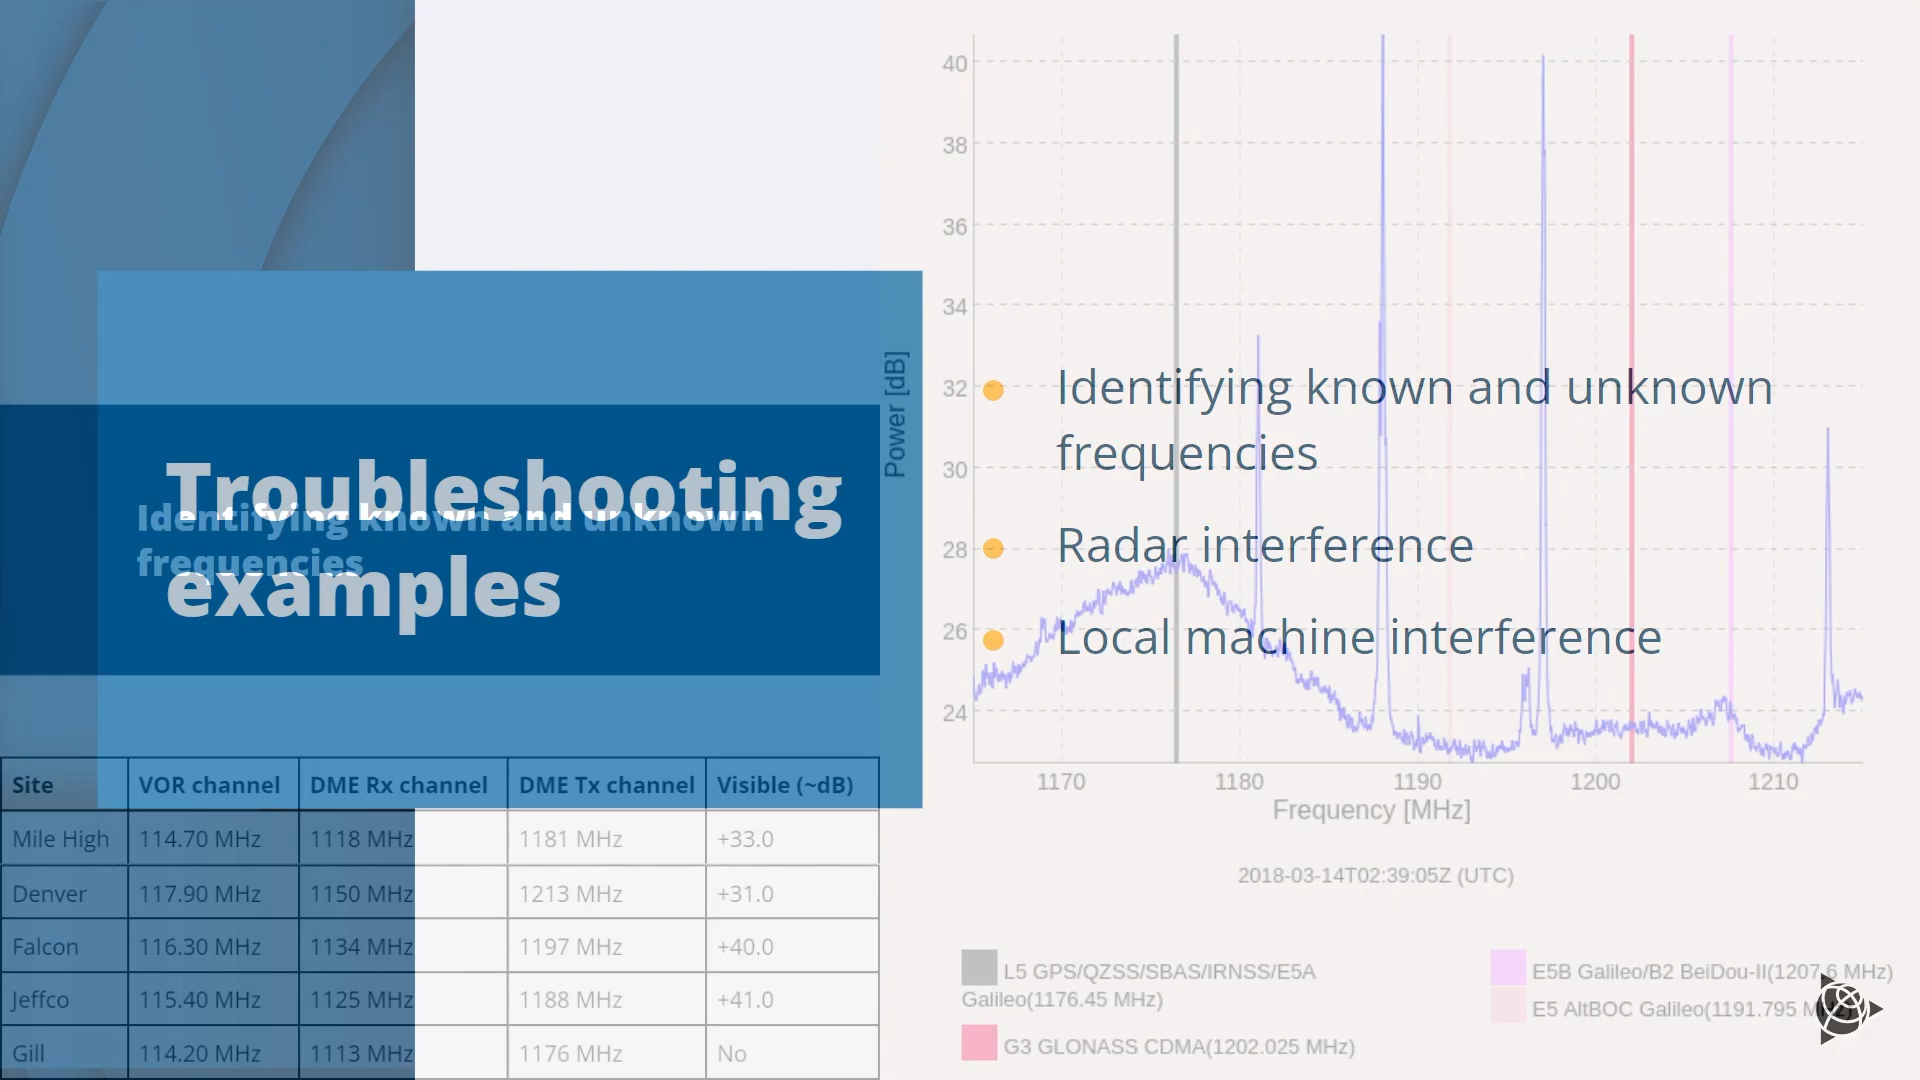 Troubleshooting
examples
Identifying known and unknown
frequencies
Identifying known and unknown
frequencies
Radar interference
Local machine interference
Site VOR channel DME Rx channel DME Tx channel Visible (~dB)
Mile High 114.70 MHz 1118 MHz 1181 MHz +33.0
Denver 117.90 MHz 1150 MHz 1213 MHz +31.0
Falcon 116.30 MHz 1134 MHz 1197 MHz +40.0
Jeffco 115.40 MHz 1125 MHz 1188 MHz +41.0
Gill 114.20 MHz 1113 MHz 1176 MHz No
Power [dB]
40
38
36
34
32
30
28
26
24
1170 1180 1190 1200 1210
Frequency [MHz]
2018-03-14T02:39:05Z (UTC)
L5 GPS/QZSS/SBAS/IRNSS/E5A
Galileo(1176.45 MHz)
G3 GLONASS CDMA(1202.025 MHz)
E5B Galileo/B2 BeiDou-II(1207.6 MHz)
E5 AltBOC Galileo(1191.795 MHz)